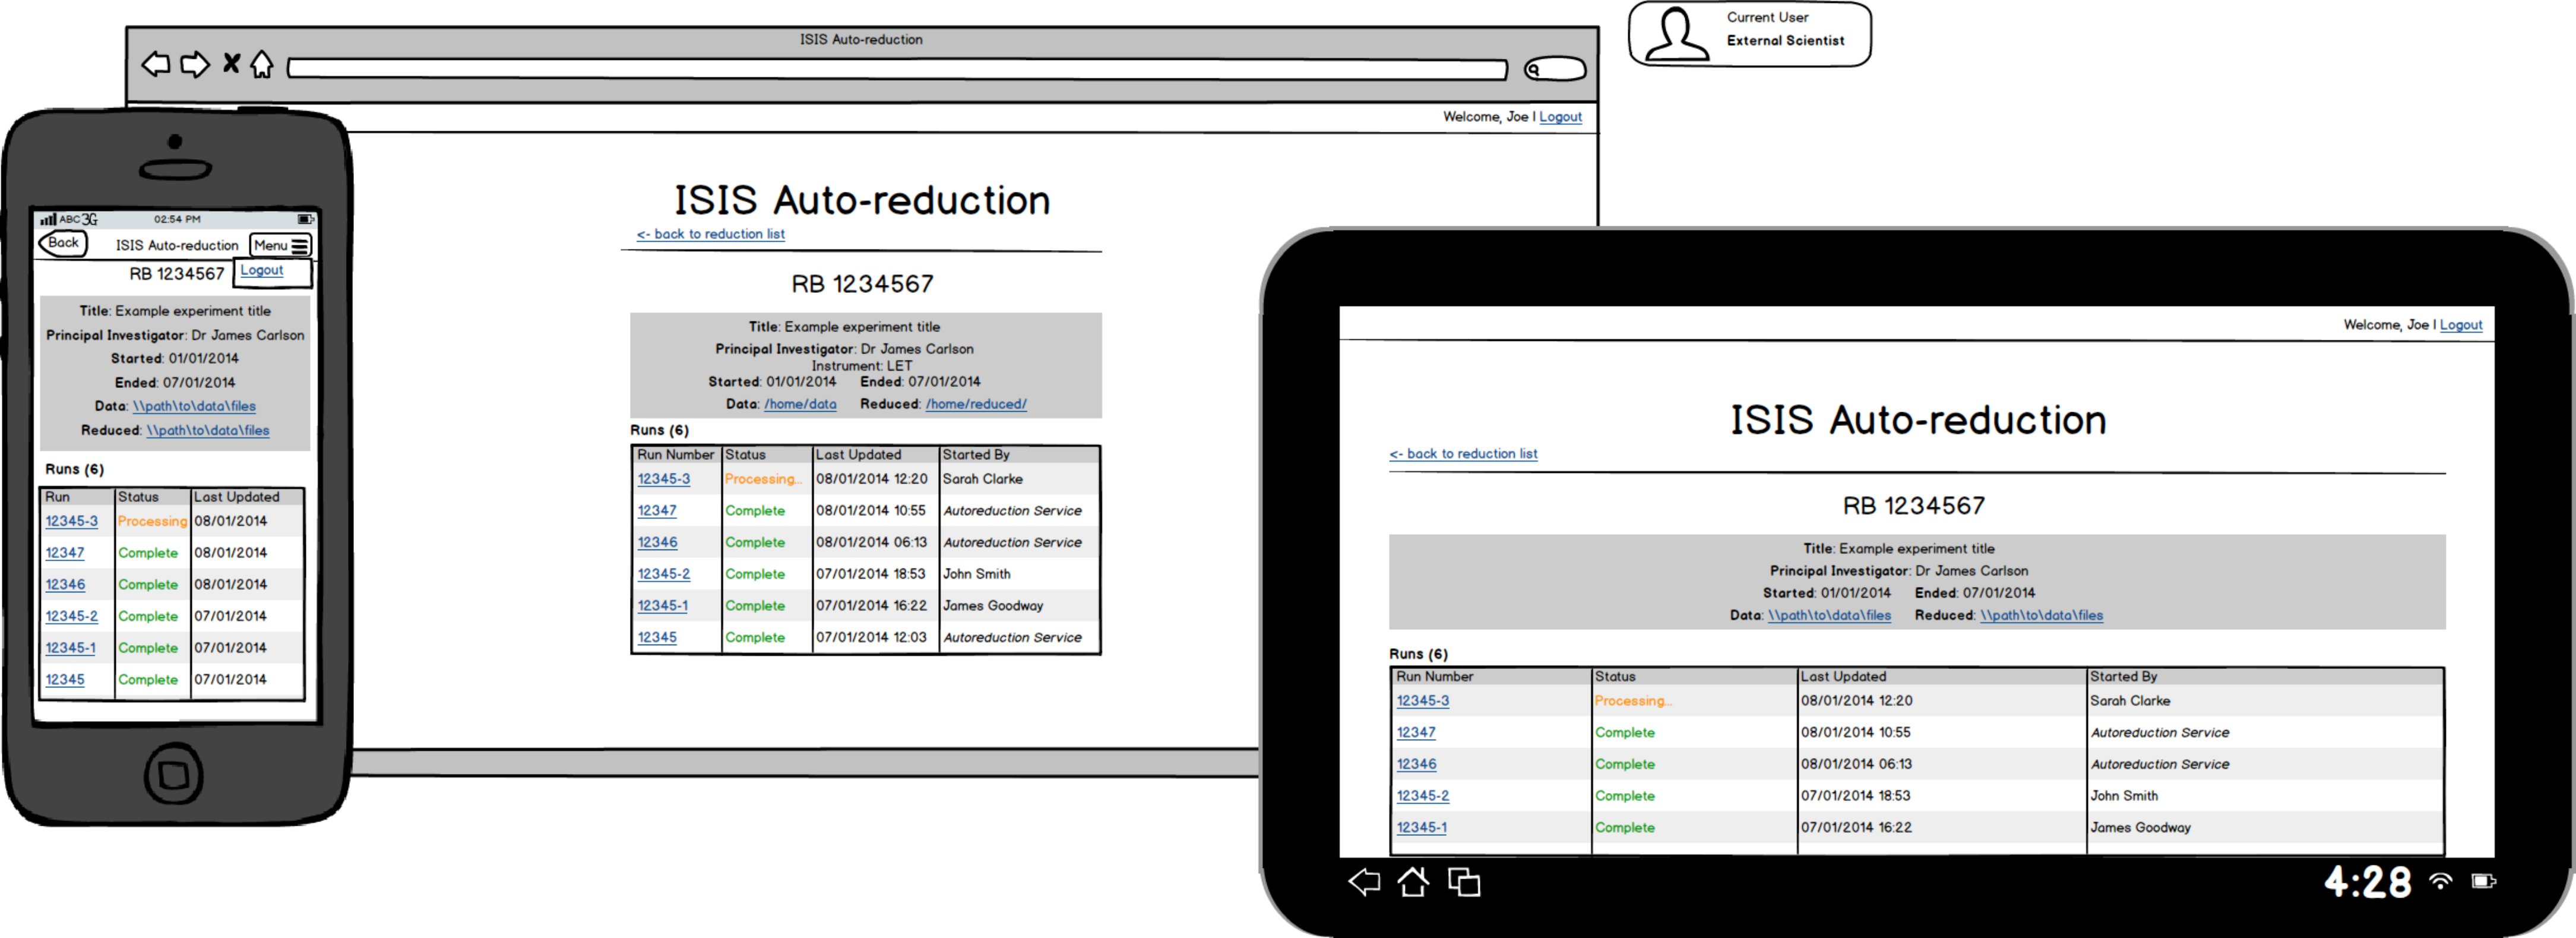 ISIS Auto-reduction
Current User
External Scientist
Welcome, Joe | Logout
ISIS Auto-reduction
<- back to reduction list
RB 1234567
Title: Example experiment title
Principal Investigator: Dr James Carlson
Instrument: LET
Started: 01/01/2014 Ended: 07/01/2014
Data: /home/data Reduced: /home/reduced/
Runs (6)
Run Number Status Last Updated Started By
12345-3 Processing... 08/01/2014 12:20 Sarah Clarke
12347 Complete 08/01/2014 10:55 Autoreduction Service
12346 Complete 08/01/2014 06:13 Autoreduction Service
12345-2 Complete 07/01/2014 18:53 John Smith
12345-1 Complete 07/01/2014 16:22 James Goodway
12345 Complete 07/01/2014 12:03 Autoreduction Service
ABC 3G 02:54 PM
Back ISIS Auto-reduction Menu
RB 1234567 Logout
Title: Example experiment title
Principal Investigator: Dr James Carlson
Started: 01/01/2014
Ended: 07/01/2014
Data: \\path\to\data\files
Reduced: \\path\to\data\files
Runs (6)
Run Status Last Updated
12345-3 Processing 08/01/2014
12347 Complete 08/01/2014
12346 Complete 08/01/2014
12345-2 Complete 07/01/2014
12345-1 Complete 07/01/2014
12345 Complete 07/01/2014
Welcome, Joe | Logout
ISIS Auto-reduction
<- back to reduction list
RB 1234567
Title: Example experiment title
Principal Investigator: Dr James Carlson
Started: 01/01/2014 Ended: 07/01/2014
Data: \\path\to\data\files Reduced: \\path\to\data\files
Runs (6)
Run Number Status Last Updated Started By
12345-3 Processing... 08/01/2014 12:20 Sarah Clarke
12347 Complete 08/01/2014 10:55 Autoreduction Service
12346 Complete 08/01/2014 06:13 Autoreduction Service
12345-2 Complete 07/01/2014 18:53 John Smith
12345-1 Complete 07/01/2014 16:22 James Goodway
4:28